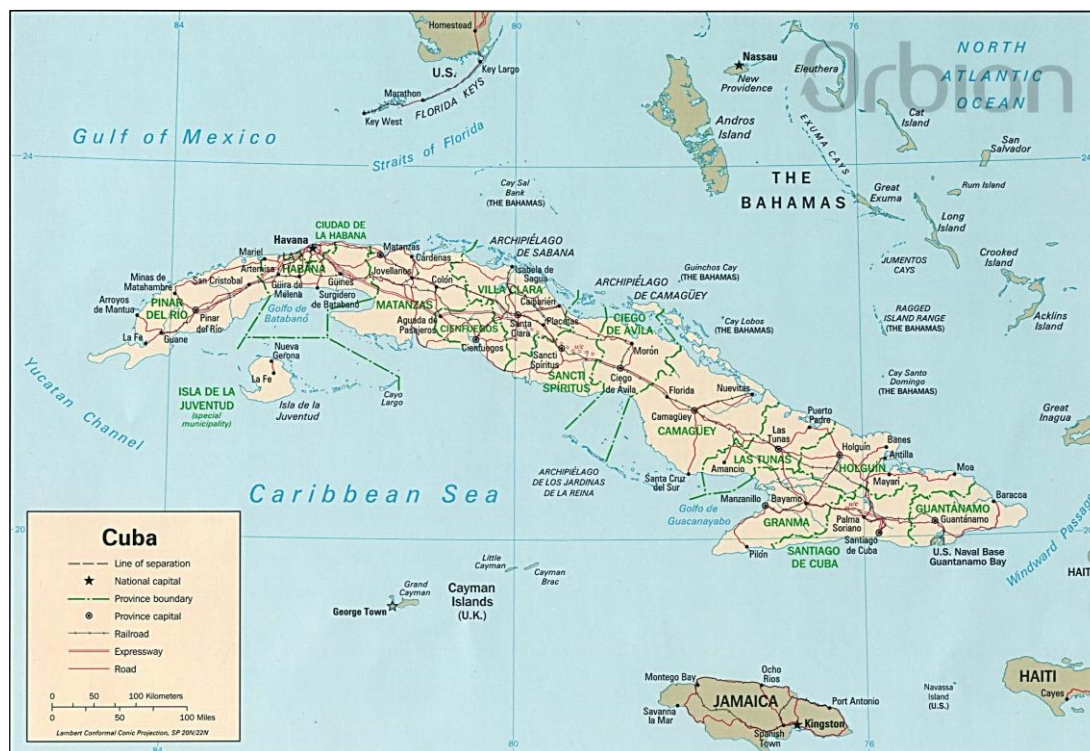 84
80
76
Homestead
U.S.
Key Largo
Marathon
FLORIDA KEYS
Key West
Nassau
New
Providence
Eleuthera
NORTH
ATLANTIC
OCEAN
Orbion
Gulf of Mexico
Straits of Florida
Andros
Island
EXUMA CAYS
Cat
Island
San
Salvador
24
24
Cay Sal
Bank
(THE BAHAMAS)
THE
BAHAMAS
Great
Exuma
Rum Island
Long
Island
Crooked
Island
Havana
CIUDAD DE
LA HABANA
Mariel
LA
HABANA
Matanzas
Cárdenas
ARCHIPIÉLAGO
DE SABANA
Artemisa
Jovellanos
Isabela de
Sagua
Guinchos Cay
(THE BAHAMAS)
JUMENTOS
CAYS
Minas de
Matahambre
San Cristobal
Güines
Colón
VILLA CLARA
ARCHIPIÉLAGO
DE CAMAGÜEY
Güira de
Melena
Surgidero
de Batabanó
Caibarién
Arroyos
de Mantua
PINAR
DEL RÍO
Golfo de
Batabanó
MATANZAS
RAGGED
ISLAND RANGE
(THE BAHAMAS)
Acklins
Island
Pinar
del Río
Aguada de
Pasajeros
CIENFUEGOS
Santa
Clara
Placetas
CIEGO
DE AVILA
Cay Lobos
(THE BAHAMAS)
La Fe
Guane
Cienfuegos
Morón
Nueva
Gerona
Sancti
Spíritus
La Fe
SANCTI
SPÍRITUS
Ciego
de Avila
Cay Santo
Domingo
(THE BAHAMAS)
Yucatan Channel
ISLA DE LA
JUVENTUD
(special
municipality)
Isla de la
Juventud
Cayo
Largo
Florida
Nuevitas
Great
Inagua
Camagüey
CAMAGÜEY
Puerto
Padre
Las
Tunas
Holguín
Banes
Antilla
LAS TUNAS
HOLGUÍN
ARCHIPIÉLAGO
DE LOS JARDINAS
DE LA REINA
Santa Cruz
del Sur
Amancio
Mayarí
Moa
Caribbean Sea
Manzanillo
Bayamo
Baracoa
Golfo de
Guacanayabo
GRANMA
Palma
Soriano
GUANTÁNAMO
Guantánamo
20
Pilón
SANTIAGO
DE CUBA
Santiago
de Cuba
U.S. Naval Base
Guantanamo Bay
Windward Passage
HAITI
Little
Cayman
Cayman
Brac
Grand
Cayman
George Town
Cayman
Islands
(U.K.)
Cuba
Line of separation
National capital
Province boundary
Province capital
Railroad
Expressway
Road
0 50 100 Kilometers
0 50 100 Miles
Lambert Conformal Conic Projection, SP 20N/22N
Montego Bay
Ocho
Rios
JAMAICA
Port Antonio
Savanna
la Mar
Spanish
Town
Kingston
Navassa
Island
(U.S.)
HAITI
Cayes
84
80
76